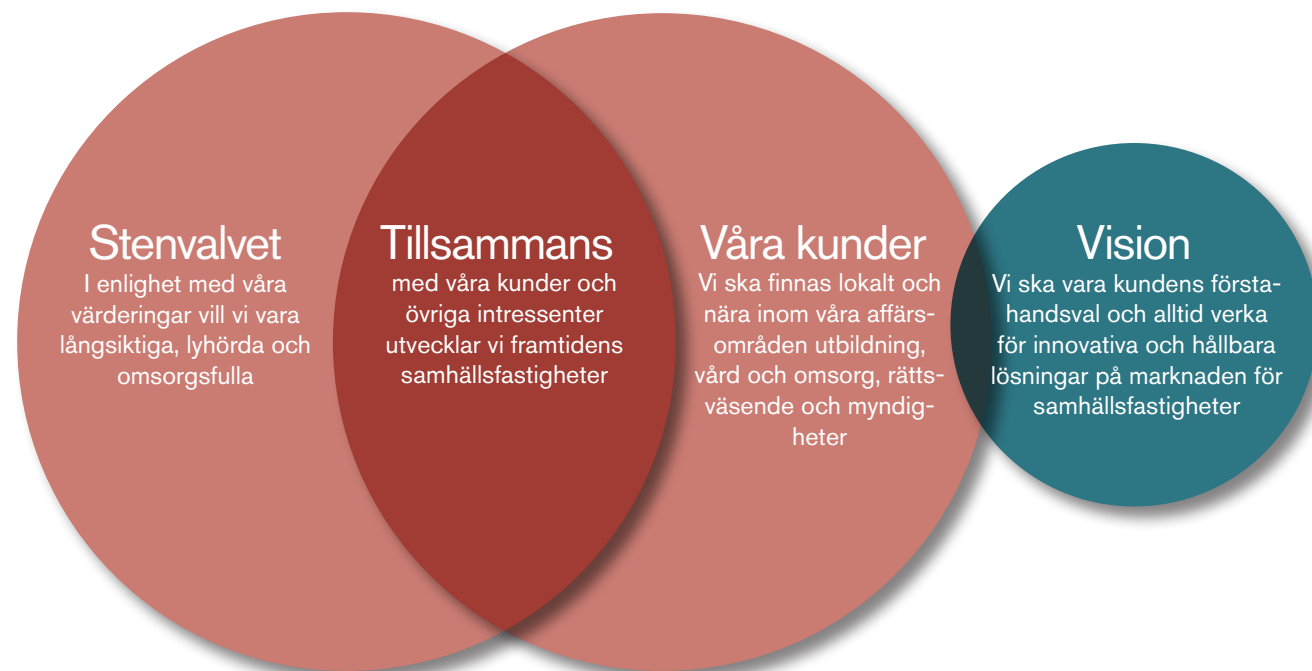 Stenvalvet
I enlighet med våra
värderingar vill vi vara
långsiktiga, lyhörda och
omsorgsfulla
Tillsammans
med våra kunder och
övriga intressenter
utvecklar vi framtidens
samhällsfastigheter
Våra kunder
Vi ska finnas lokalt och
nära inom våra affärs-
områden utbildning,
vård och omsorg, rätts-
väsende och myndig-
heter
Vision
Vi ska vara kundens första-
handsval och alltid verka
för innovativa och hållbara
lösningar på marknaden för
samhällsfastigheter